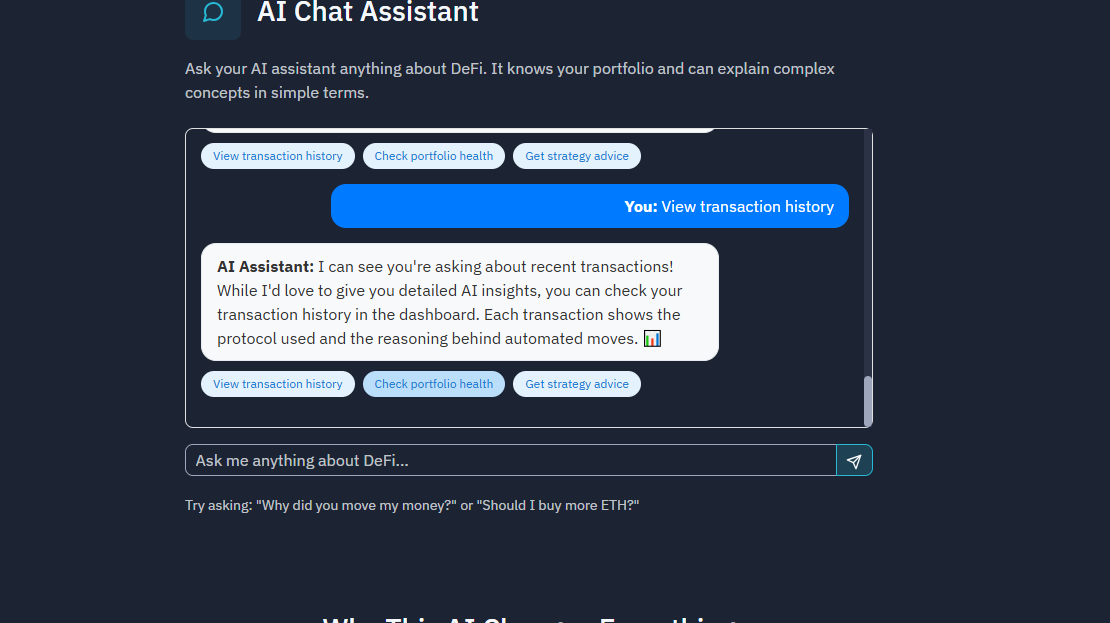 AI Chat Assistant
Ask your AI assistant anything about DeFi. It knows your portfolio and can explain complex
concepts in simple terms.
View transaction history
Check portfolio health
Get strategy advice
You: View transaction history
AI Assistant: I can see you're asking about recent transactions!
While I'd love to give you detailed AI insights, you can check your
transaction history in the dashboard. Each transaction shows the
protocol used and the reasoning behind automated moves. 📊
View transaction history
Check portfolio health
Get strategy advice
Ask me anything about DeFi...
Try asking: "Why did you move my money?" or "Should I buy more ETH?"
Why This AI Changes Everything